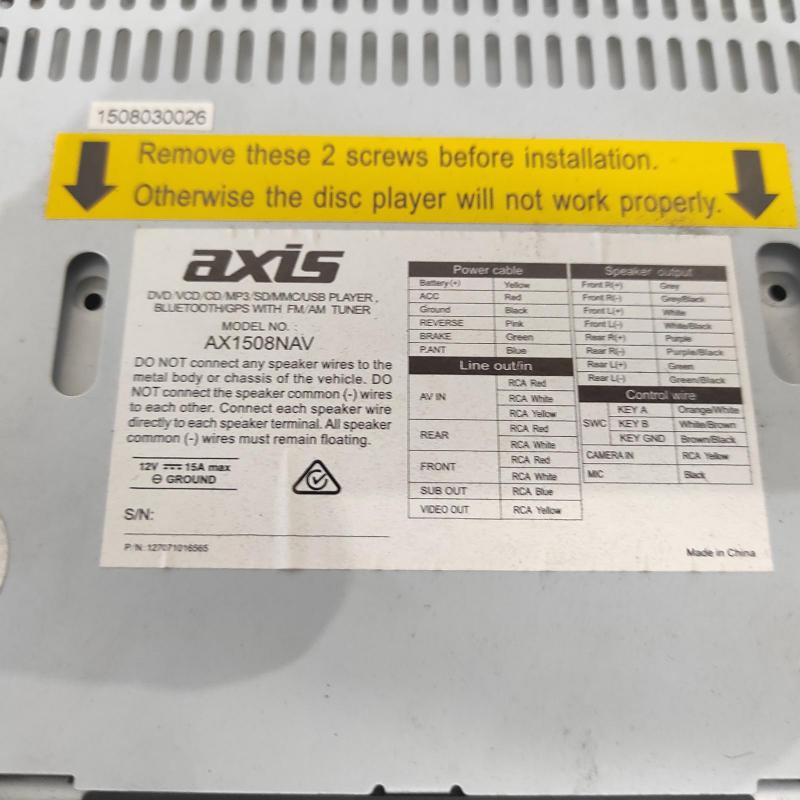 1508030026
Remove these 2 screws before installation.
Otherwise the disc player will not work properly.
axis
DVD/VCD/CD/MP3/SD/MMC/USB PLAYER,
BLUETOOTH/GPS WITH FM/AM TUNER
MODEL NO. :
AX1508NAV
DO NOT connect any speaker wires to the
metal body or chassis of the vehicle. DO
NOT connect the speaker common (-) wires
to each other. Connect each speaker wire
directly to each speaker terminal. All speaker
common (-) wires must remain floating.
12V ⎓ 15A max
⊖ GROUND
S/N:
P/N: 127071016565
Power cable
Battery(+) Yellow
ACC Red
Ground Black
REVERSE Pink
BRAKE Green
P.ANT Blue
Line out/in
AV IN RCA Red
RCA White
RCA Yellow
REAR RCA Red
RCA White
FRONT RCA Red
RCA White
SUB OUT RCA Blue
VIDEO OUT RCA Yellow
Speaker output
Front R(+) Grey
Front R(-) Grey/Black
Front L(+) White
Front L(-) White/Black
Rear R(+) Purple
Rear R(-) Purple/Black
Rear L(+) Green
Rear L(-) Green/Black
Control wire
SWC KEY A Orange/White
KEY B White/Brown
KEY GND Brown/Black
CAMERA IN RCA Yellow
MIC Black
Made in China